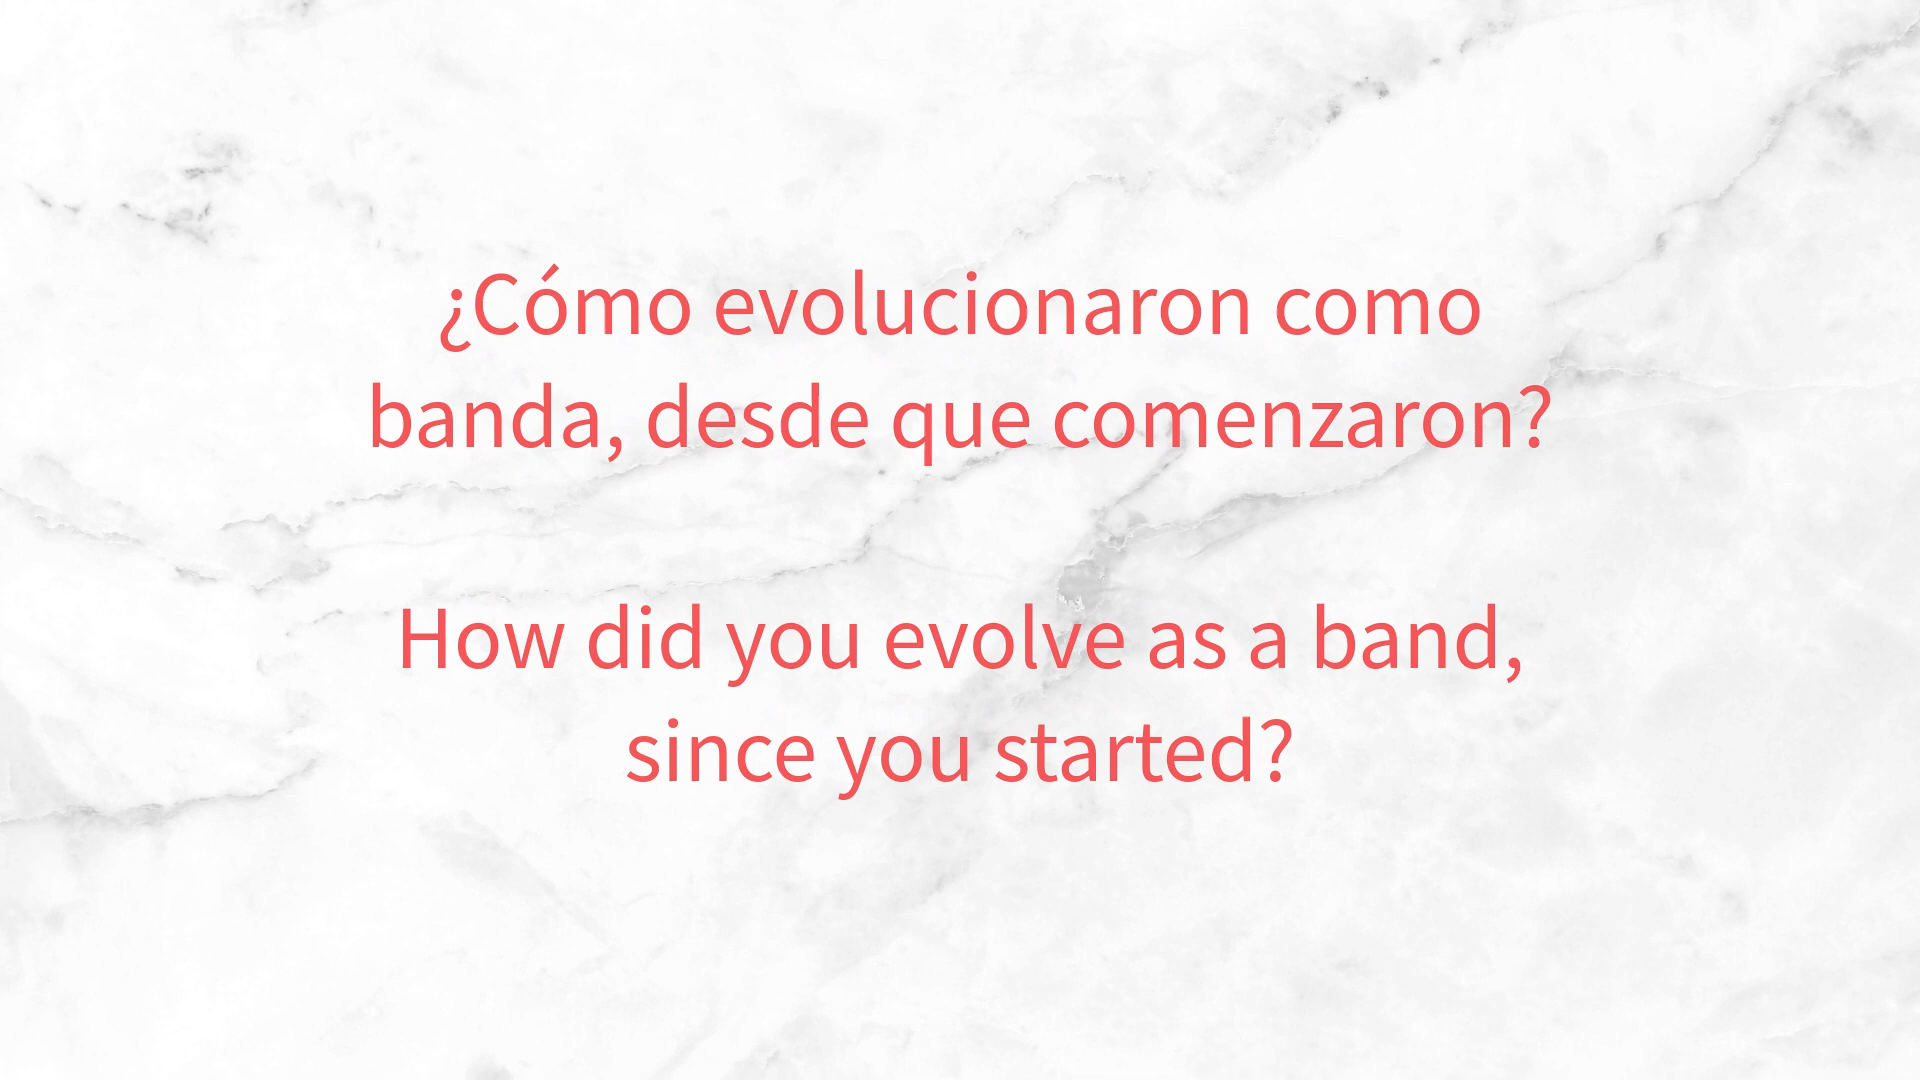 ¿Cómo evolucionaron como
banda, desde que comenzaron?
How did you evolve as a band,
since you started?